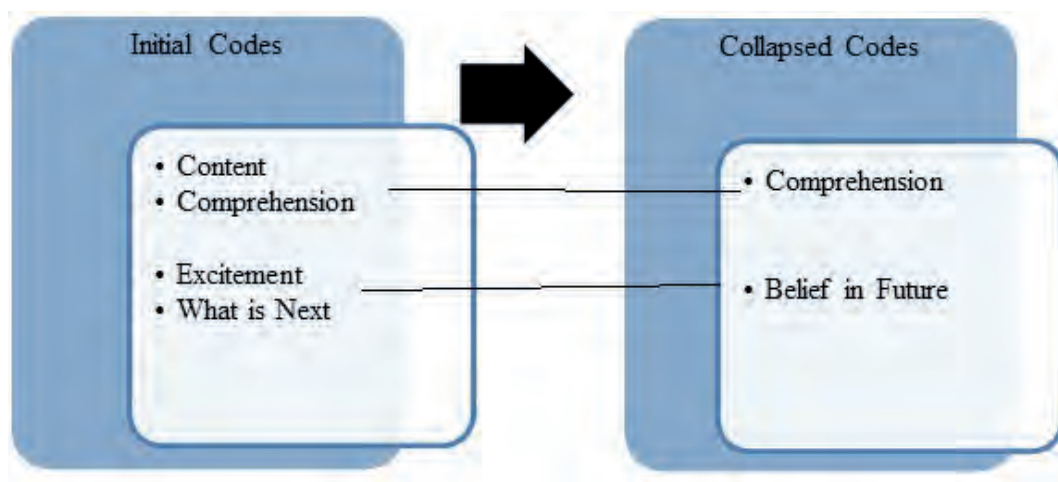 Initial Codes
• Content
• Comprehension
• Excitement
• What is Next
Collapsed Codes
• Comprehension
• Belief in Future